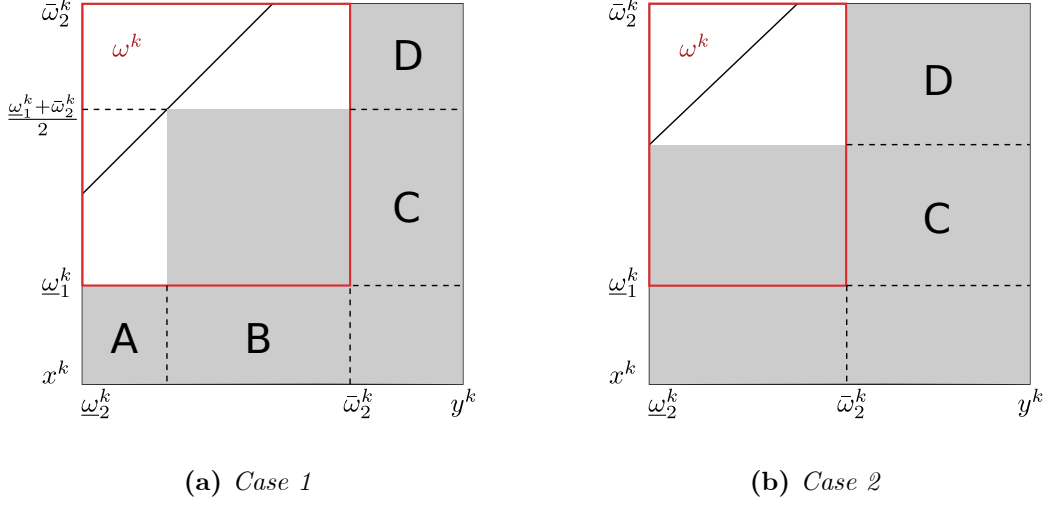 ω̄₂ᵏ
ωᵏ
D
(ω̲₁ᵏ+ω̄₂ᵏ)/2
C
ω̲₁ᵏ
A
B
xᵏ
ω̲₂ᵏ
ω̄₂ᵏ
yᵏ
(a) Case 1
ω̄₂ᵏ
ωᵏ
D
C
ω̲₁ᵏ
xᵏ
ω̲₂ᵏ
ω̄₂ᵏ
yᵏ
(b) Case 2